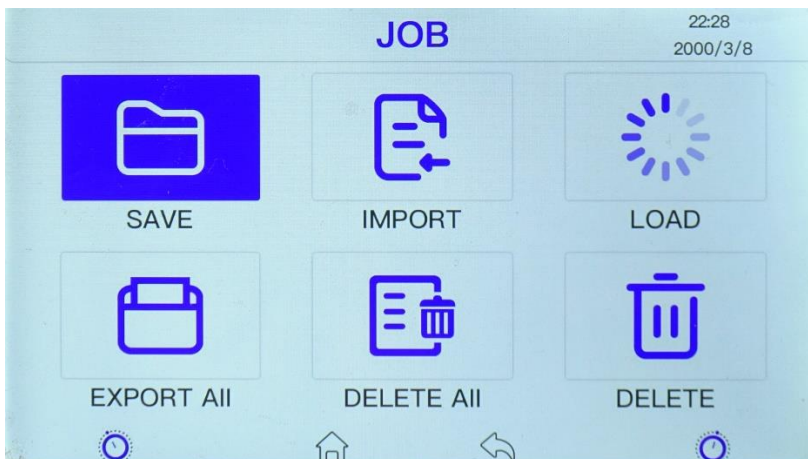 JOB
22:28
2000/3/8
SAVE
IMPORT
LOAD
EXPORT All
DELETE All
DELETE